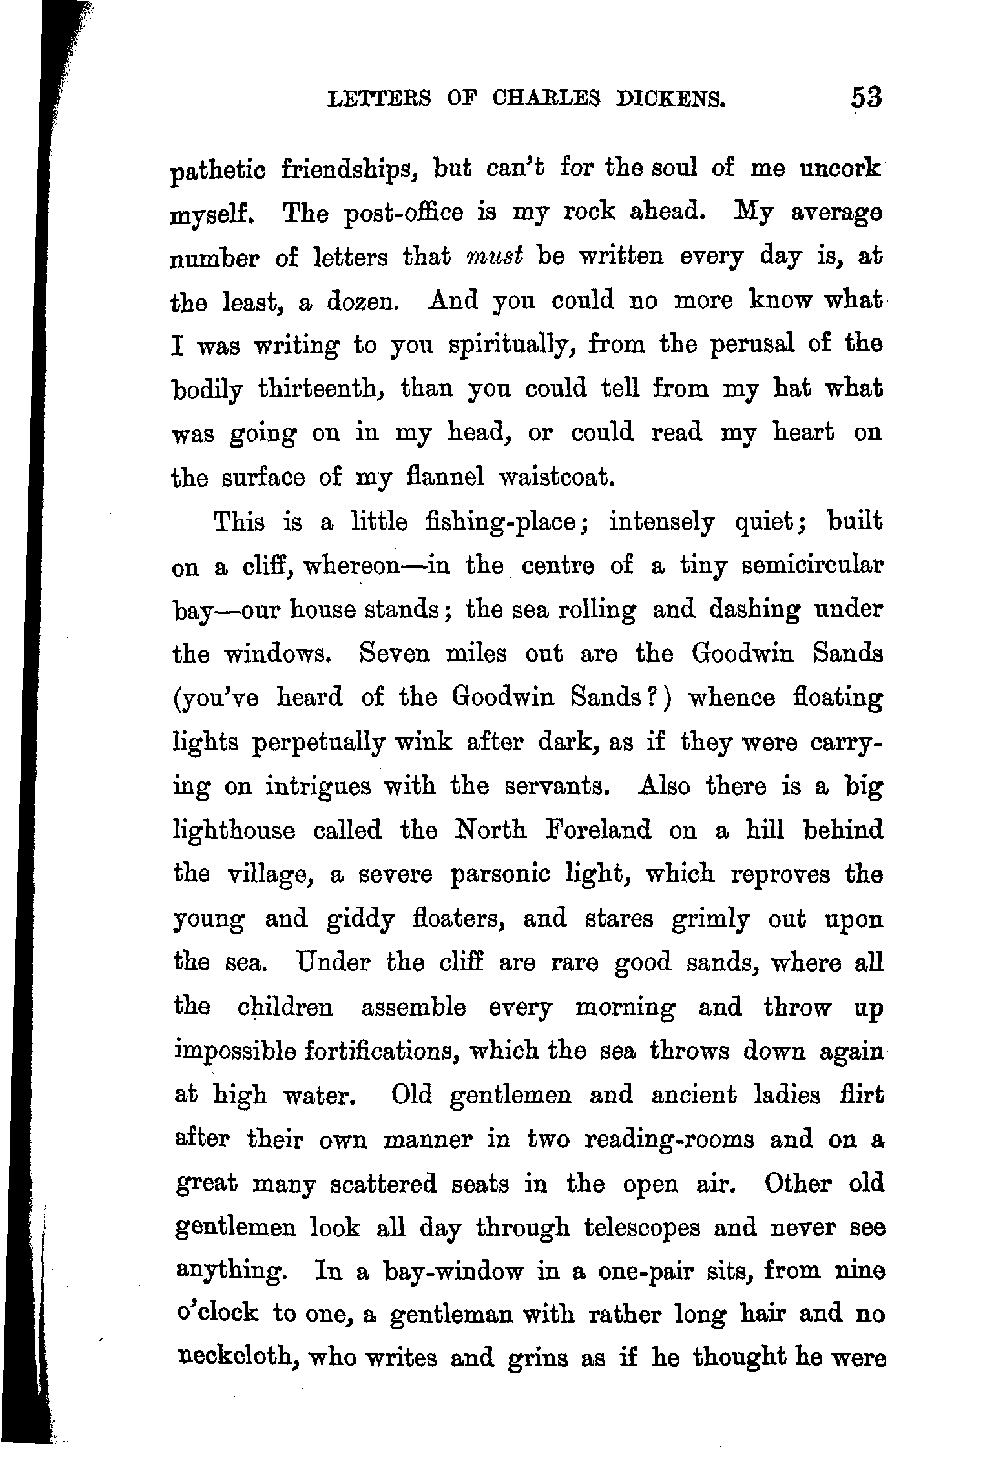 LETTERS OF CHARLES DICKENS. 53
pathetic friendships, but can't for the soul of me uncork
myself. The post-office is my rock ahead. My average
number of letters that must be written every day is, at
the least, a dozen. And you could no more know what
I was writing to you spiritually, from the perusal of the
bodily thirteenth, than you could tell from my hat what
was going on in my head, or could read my heart on
the surface of my flannel waistcoat.
This is a little fishing-place; intensely quiet; built
on a cliff, whereon—in the centre of a tiny semicircular
bay—our house stands; the sea rolling and dashing under
the windows. Seven miles out are the Goodwin Sands
(you've heard of the Goodwin Sands?) whence floating
lights perpetually wink after dark, as if they were carry-
ing on intrigues with the servants. Also there is a big
lighthouse called the North Foreland on a hill behind
the village, a severe parsonic light, which reproves the
young and giddy floaters, and stares grimly out upon
the sea. Under the cliff are rare good sands, where all
the children assemble every morning and throw up
impossible fortifications, which the sea throws down again
at high water. Old gentlemen and ancient ladies flirt
after their own manner in two reading-rooms and on a
great many scattered seats in the open air. Other old
gentlemen look all day through telescopes and never see
anything. In a bay-window in a one-pair sits, from nine
o'clock to one, a gentleman with rather long hair and no
neckcloth, who writes and grins as if he thought he were